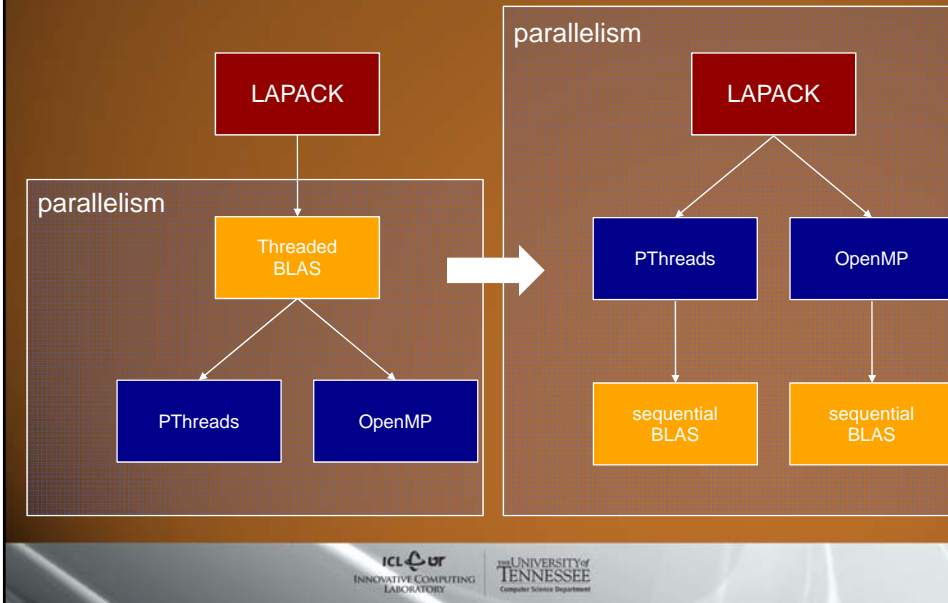 LAPACK
parallelism
Threaded
BLAS
PThreads
OpenMP
parallelism
LAPACK
PThreads
OpenMP
sequential
BLAS
sequential
BLAS
ICL UT
INNOVATIVE COMPUTING
LABORATORY
THE UNIVERSITY of
TENNESSEE
Computer Science Department